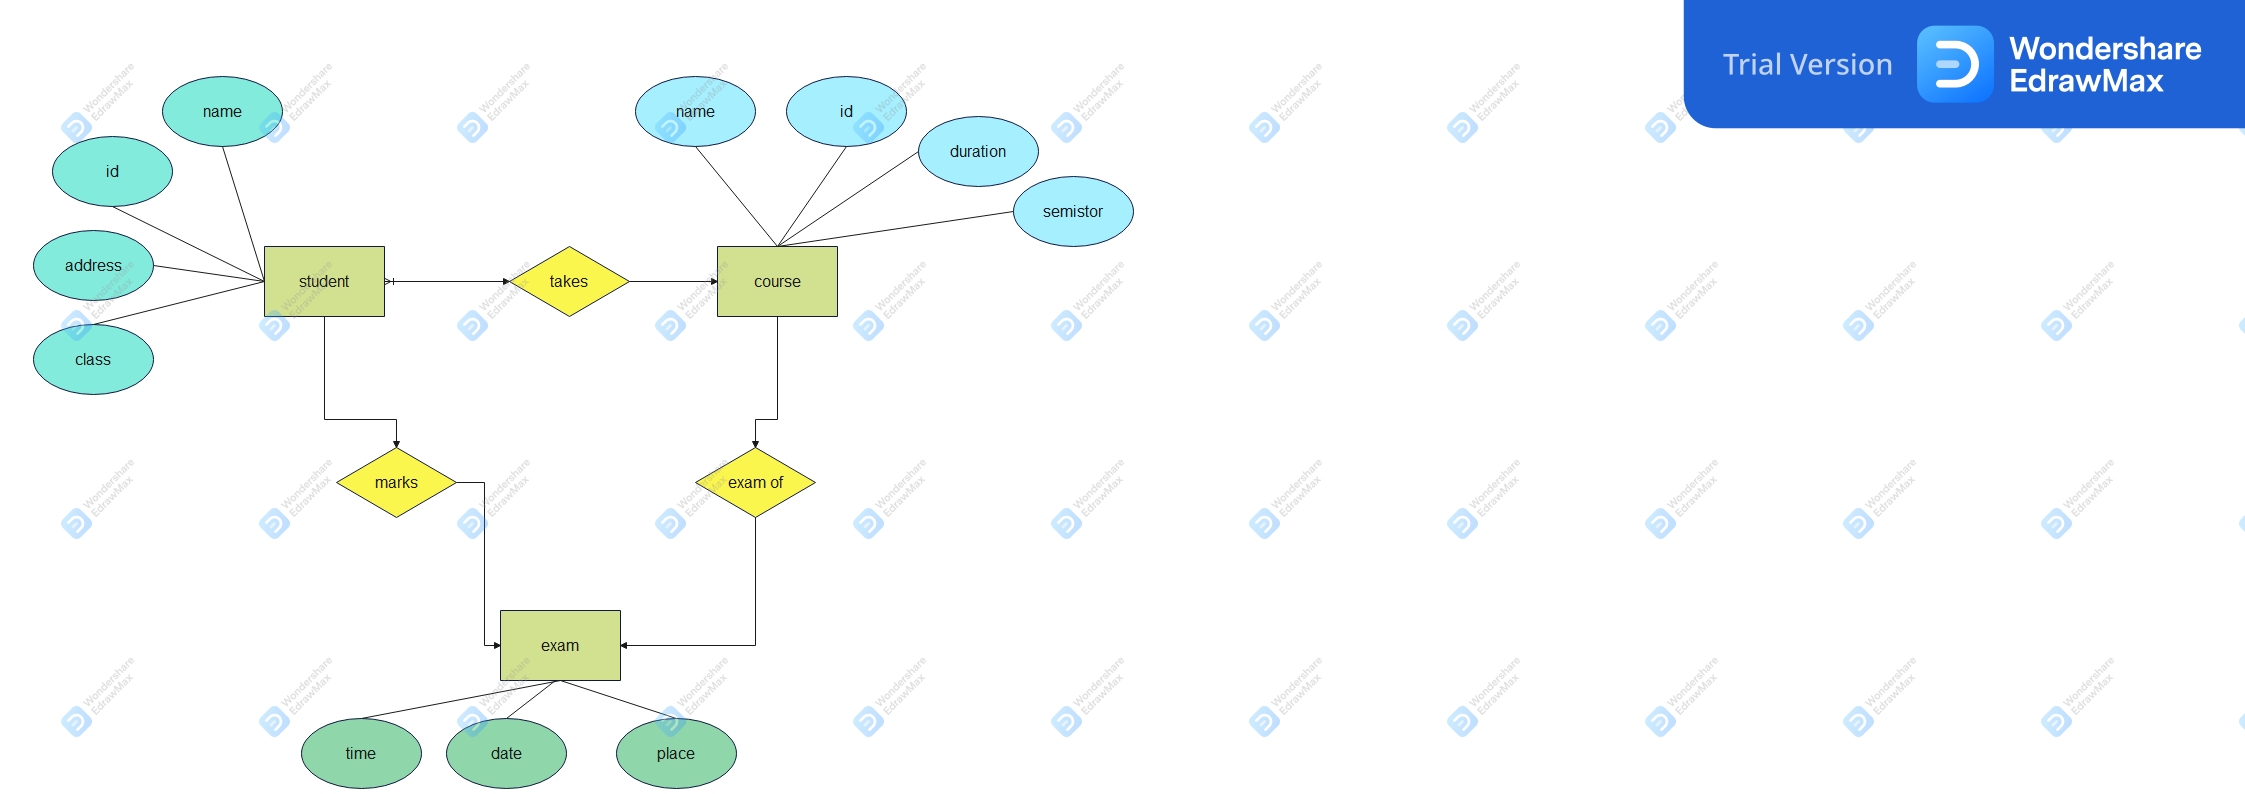 Trial Version
Wondershare
EdrawMax
name
name
id
duration
id
semistor
address
student
takes
course
class
marks
exam of
exam
time
date
place